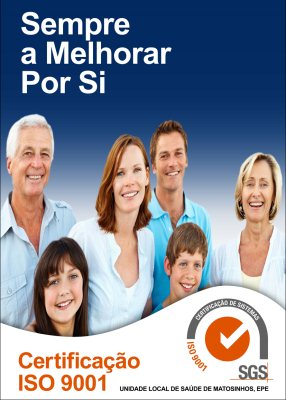 Sempre
a Melhorar
Por Si
CERTIFICAÇÃO DE SISTEMAS
ISO 9001
SGS
Certificação
ISO 9001
UNIDADE LOCAL DE SAÚDE DE MATOSINHOS, EPE